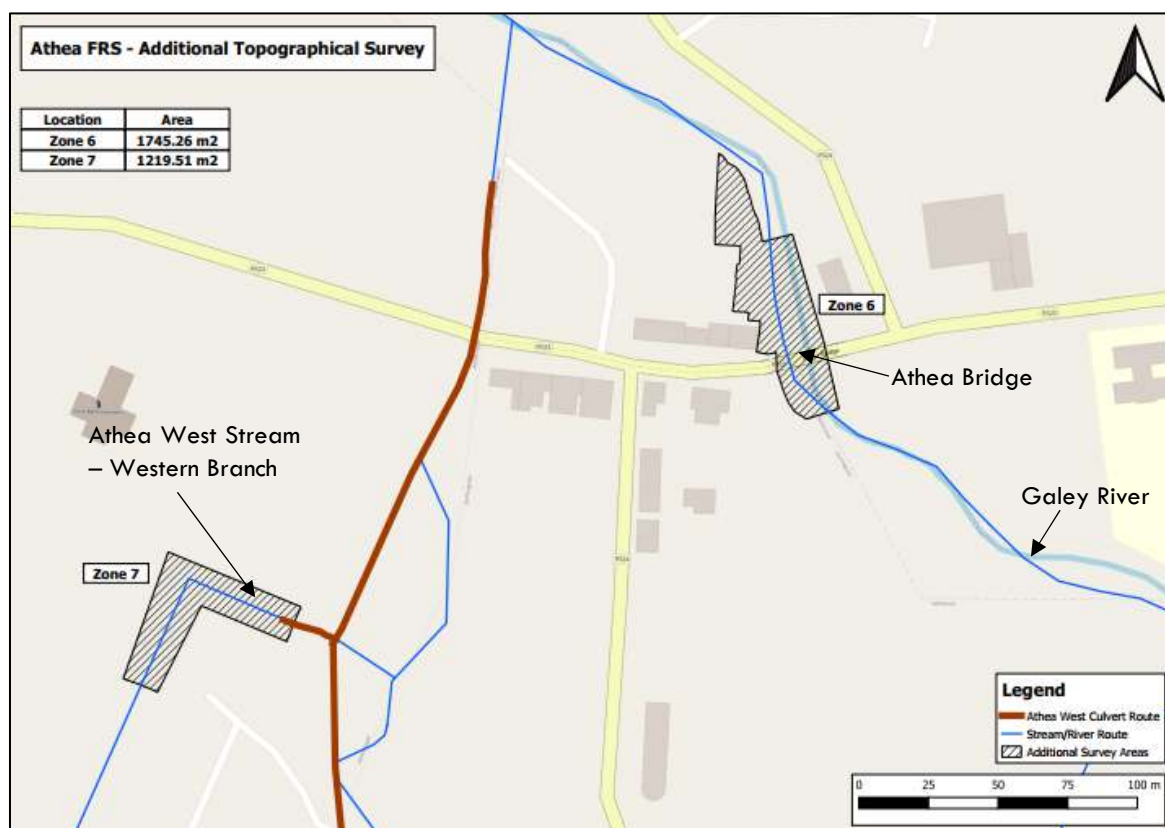 Athea FRS - Additional Topographical Survey
Location Area
Zone 6 1745.26 m2
Zone 7 1219.51 m2
Zone 6
Athea Bridge
Athea West Stream
– Western Branch
Galey River
Zone 7
Legend
Athea West Culvert Route
Stream/River Route
Additional Survey Areas
0 25 50 75 100 m